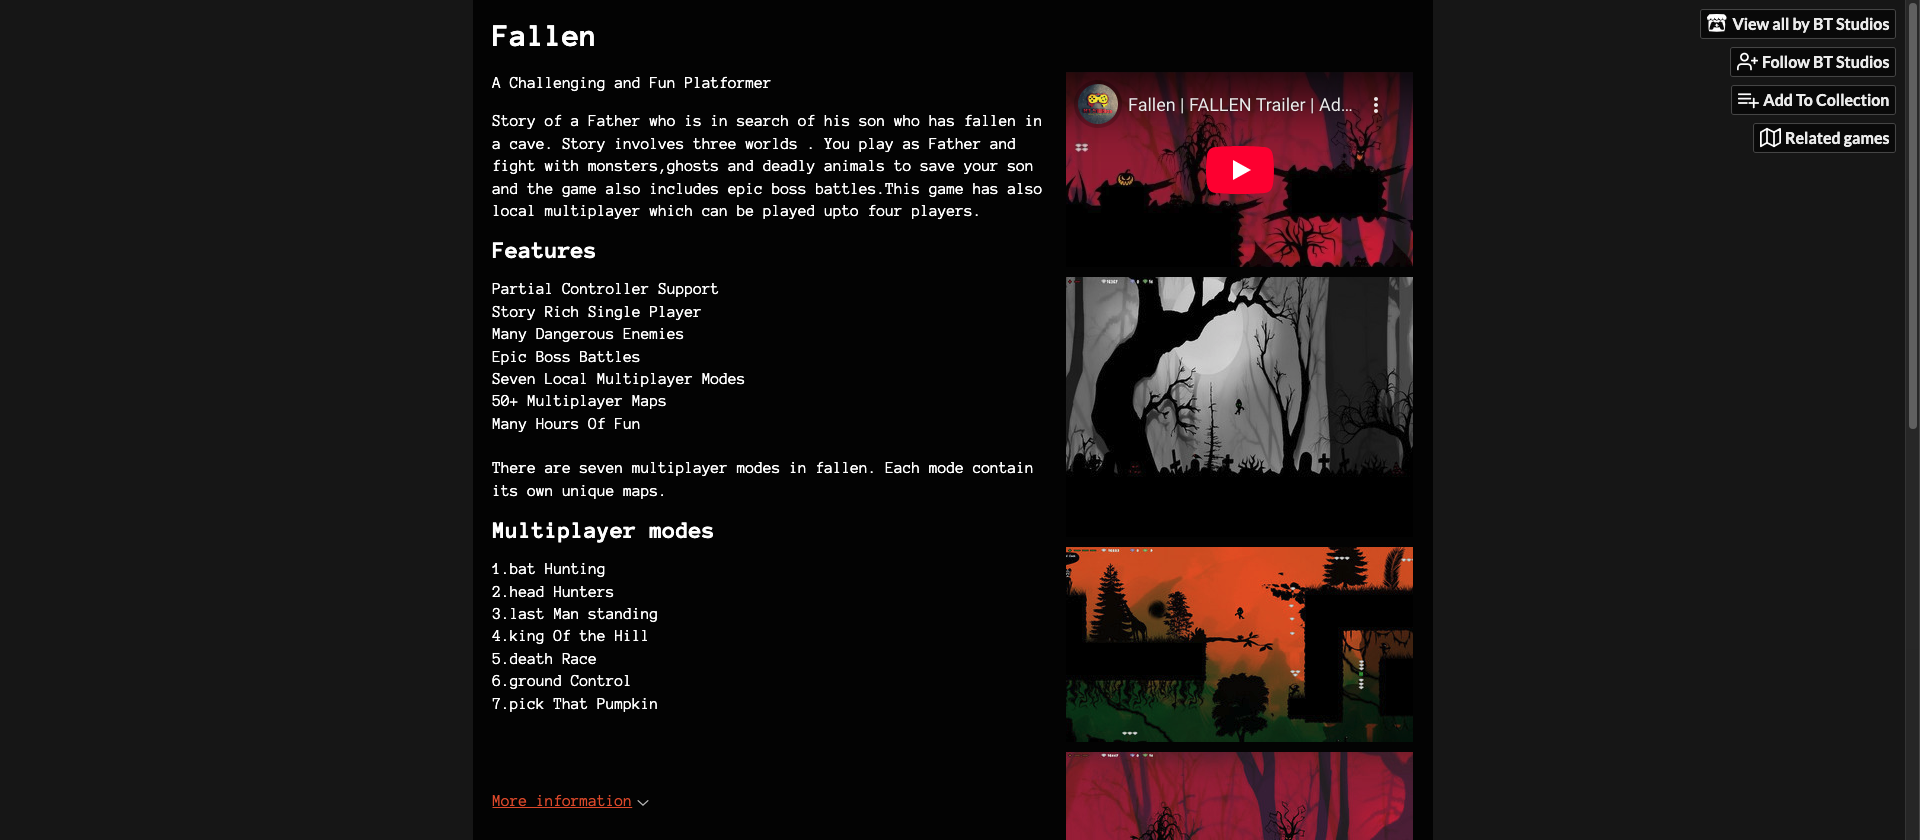 Fallen
A Challenging and Fun Platformer
Story of a Father who is in search of his son who has fallen in
a cave. Story involves three worlds . You play as Father and
fight with monsters,ghosts and deadly animals to save your son
and the game also includes epic boss battles.This game has also
local multiplayer which can be played upto four players.
Features
Partial Controller Support
Story Rich Single Player
Many Dangerous Enemies
Epic Boss Battles
Seven Local Multiplayer Modes
50+ Multiplayer Maps
Many Hours Of Fun
There are seven multiplayer modes in fallen. Each mode contain
its own unique maps.
Multiplayer modes
1.bat Hunting
2.head Hunters
3.last Man standing
4.king Of the Hill
5.death Race
6.ground Control
7.pick That Pumpkin
More information
Fallen | FALLEN Trailer | Ad...
View all by BT Studios
Follow BT Studios
Add To Collection
Related games